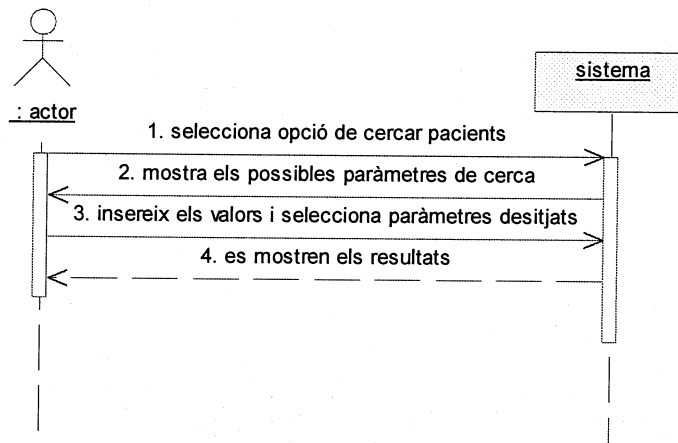 sistema
: actor
1. selecciona opció de cercar pacients
2. mostra els possibles paràmetres de cerca
3. insereix els valors i selecciona paràmetres desitjats
4. es mostren els resultats